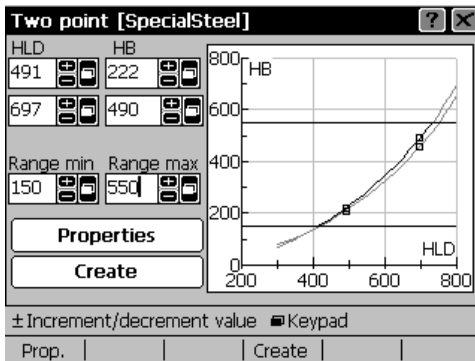 Two point [SpecialSteel] ? X
HLD HB
491 222
697 490
Range min Range max
150 550
Properties
Create
800 HB
600
400
200
0
200 400 600 800
HLD
±Increment/decrement value Keypad
Prop. Create